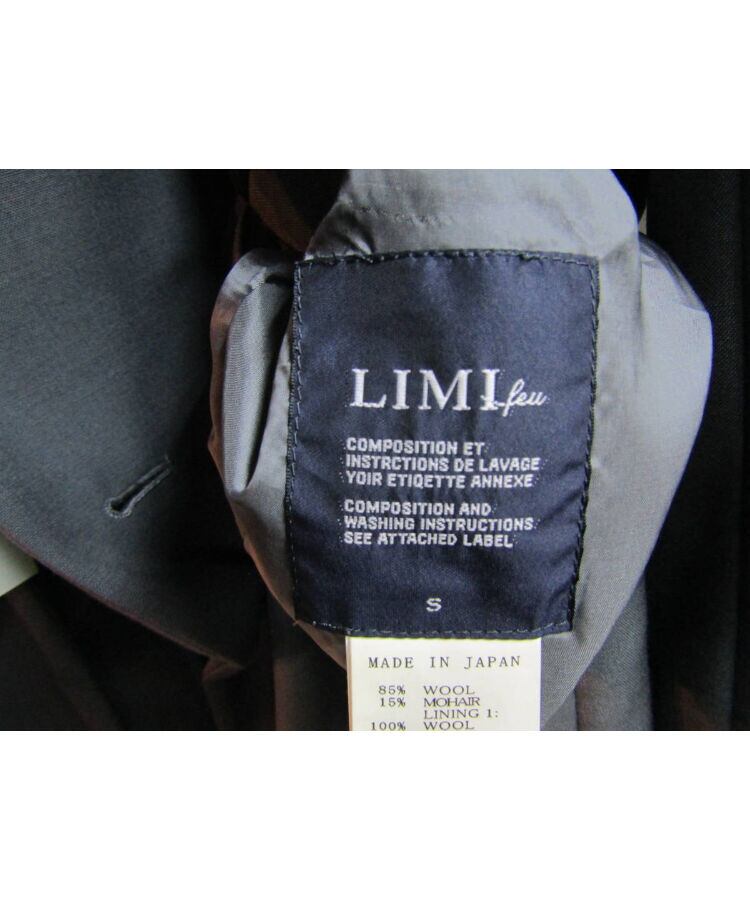 LIMI feu
COMPOSITION ET
INSTRCTIONS DE LAVAGE
YOIR ETIQETTE ANNEXE
COMPOSITION AND
WASHING INSTRUCTIONS
SEE ATTACHED LABEL
S
MADE IN JAPAN
85% WOOL
15% MOHAIR
LINING 1:
100% WOOL